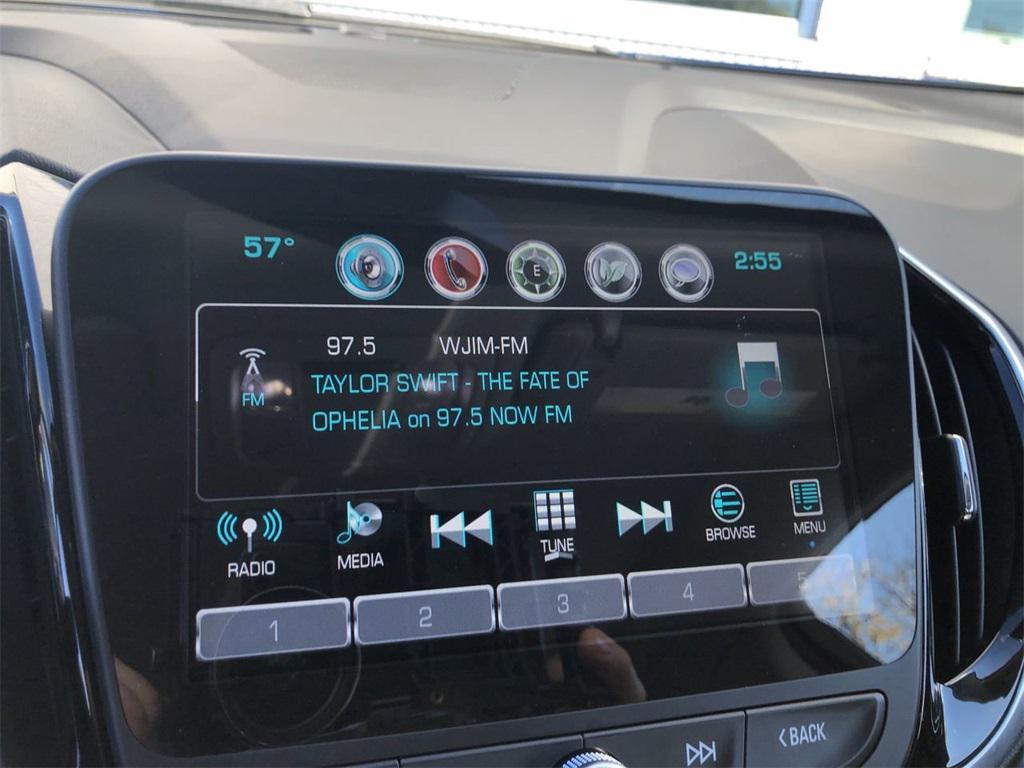 57° E 2:55
97.5 WJIM-FM
FM
TAYLOR SWIFT - THE FATE OF
OPHELIA on 97.5 NOW FM
RADIO MEDIA TUNE BROWSE MENU
1 2 3 4 5
<BACK